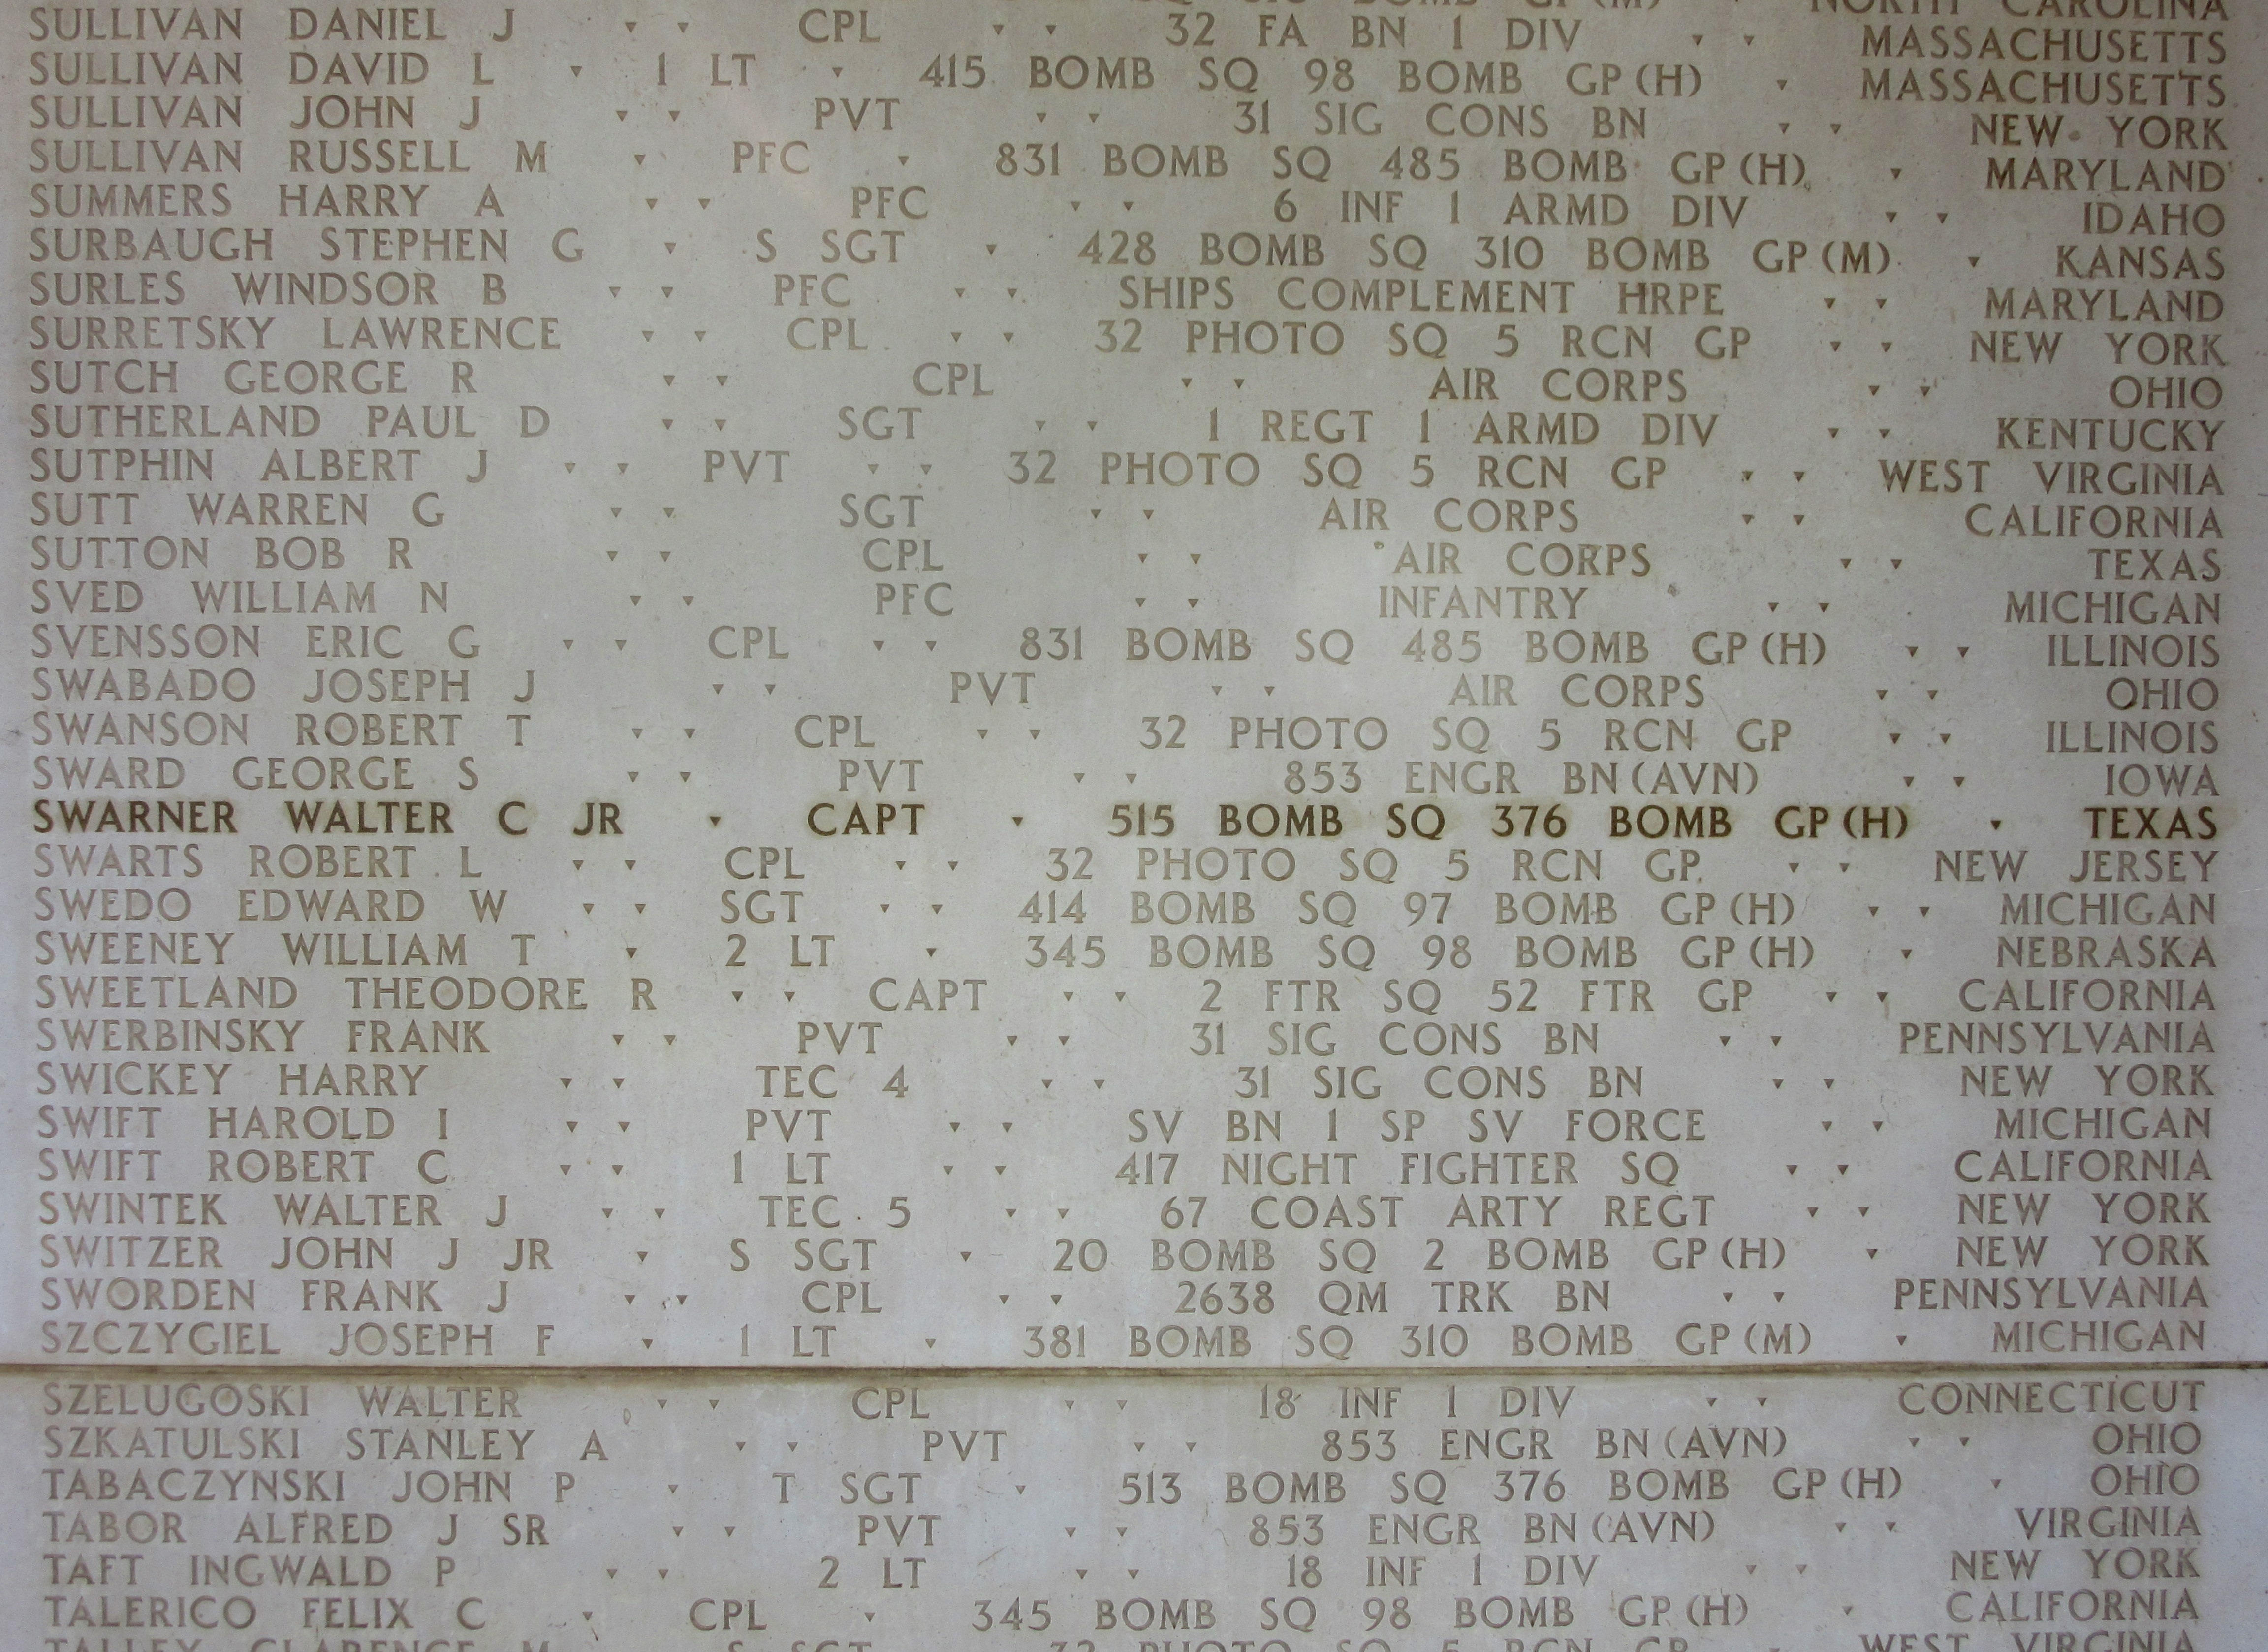 SQ BOMB GP (M) ▾ NORTH CAROLINA
SULLIVAN DANIEL J ▾ ▾ CPL ▾ ▾ 32 FA BN 1 DIV ▾ ▾ MASSACHUSETTS
SULLIVAN DAVID L ▾ 1 LT ▾ 415 BOMB SQ 98 BOMB GP (H) ▾ MASSACHUSETTS
SULLIVAN JOHN J ▾ ▾ PVT ▾ ▾ 31 SIG CONS BN ▾ ▾ NEW YORK
SULLIVAN RUSSELL M ▾ PFC ▾ 831 BOMB SQ 485 BOMB GP (H) ▾ MARYLAND
SUMMERS HARRY A ▾ ▾ PFC ▾ ▾ 6 INF 1 ARMD DIV ▾ ▾ IDAHO
SURBAUGH STEPHEN G ▾ S SGT ▾ 428 BOMB SQ 310 BOMB GP (M) ▾ KANSAS
SURLES WINDSOR B ▾ ▾ PFC ▾ ▾ SHIPS COMPLEMENT HRPE ▾ ▾ MARYLAND
SURRETSKY LAWRENCE ▾ ▾ CPL ▾ ▾ 32 PHOTO SQ 5 RCN GP ▾ ▾ NEW YORK
SUTCH GEORGE R ▾ ▾ CPL ▾ ▾ AIR CORPS ▾ ▾ OHIO
SUTHERLAND PAUL D ▾ ▾ SGT ▾ ▾ 1 REGT 1 ARMD DIV ▾ ▾ KENTUCKY
SUTPHIN ALBERT J ▾ ▾ PVT ▾ ▾ 32 PHOTO SQ 5 RCN GP ▾ ▾ WEST VIRGINIA
SUTT WARREN G ▾ ▾ SGT ▾ ▾ AIR CORPS ▾ ▾ CALIFORNIA
SUTTON BOB R ▾ ▾ CPL ▾ ▾ AIR CORPS ▾ ▾ TEXAS
SVED WILLIAM N ▾ ▾ PFC ▾ ▾ INFANTRY ▾ ▾ MICHIGAN
SVENSSON ERIC G ▾ ▾ CPL ▾ ▾ 831 BOMB SQ 485 BOMB GP (H) ▾ ▾ ILLINOIS
SWABADO JOSEPH J ▾ ▾ PVT ▾ ▾ AIR CORPS ▾ ▾ OHIO
SWANSON ROBERT T ▾ ▾ CPL ▾ ▾ 32 PHOTO SQ 5 RCN GP ▾ ▾ ILLINOIS
SWARD GEORGE S ▾ ▾ PVT ▾ ▾ 853 ENGR BN (AVN) ▾ ▾ IOWA
SWARNER WALTER C JR ▾ CAPT ▾ 515 BOMB SQ 376 BOMB GP (H) ▾ TEXAS
SWARTS ROBERT L ▾ ▾ CPL ▾ ▾ 32 PHOTO SQ 5 RCN GP ▾ ▾ NEW JERSEY
SWEDO EDWARD W ▾ ▾ SGT ▾ ▾ 414 BOMB SQ 97 BOMB GP (H) ▾ ▾ MICHIGAN
SWEENEY WILLIAM T ▾ 2 LT ▾ 345 BOMB SQ 98 BOMB GP (H) ▾ NEBRASKA
SWEETLAND THEODORE R ▾ ▾ CAPT ▾ ▾ 2 FTR SQ 52 FTR GP ▾ ▾ CALIFORNIA
SWERBINSKY FRANK ▾ ▾ PVT ▾ ▾ 31 SIG CONS BN ▾ ▾ PENNSYLVANIA
SWICKEY HARRY ▾ ▾ TEC 4 ▾ ▾ 31 SIG CONS BN ▾ ▾ NEW YORK
SWIFT HAROLD I ▾ ▾ PVT ▾ ▾ SV BN 1 SP SV FORCE ▾ ▾ MICHIGAN
SWIFT ROBERT C ▾ ▾ 1 LT ▾ ▾ 417 NIGHT FIGHTER SQ ▾ ▾ CALIFORNIA
SWINTEK WALTER J ▾ ▾ TEC 5 ▾ ▾ 67 COAST ARTY REGT ▾ ▾ NEW YORK
SWITZER JOHN J JR ▾ S SGT ▾ 20 BOMB SQ 2 BOMB GP (H) ▾ NEW YORK
SWORDEN FRANK J ▾ ▾ CPL ▾ ▾ 2638 QM TRK BN ▾ ▾ PENNSYLVANIA
SZCZYGIEL JOSEPH F ▾ 1 LT ▾ 381 BOMB SQ 310 BOMB GP (M) ▾ MICHIGAN
SZELUGOSKI WALTER ▾ ▾ CPL ▾ ▾ 18 INF 1 DIV ▾ ▾ CONNECTICUT
SZKATULSKI STANLEY A ▾ ▾ PVT ▾ ▾ 853 ENGR BN (AVN) ▾ ▾ OHIO
TABACZYNSKI JOHN P ▾ T SGT ▾ 513 BOMB SQ 376 BOMB GP (H) ▾ OHIO
TABOR ALFRED J SR ▾ ▾ PVT ▾ ▾ 853 ENGR BN (AVN) ▾ ▾ VIRGINIA
TAFT INGWALD P ▾ ▾ 2 LT ▾ ▾ 18 INF 1 DIV ▾ ▾ NEW YORK
TALERICO FELIX C ▾ CPL ▾ 345 BOMB SQ 98 BOMB GP (H) ▾ CALIFORNIA
TALLEY CLARENCE M ▾ S SGT ▾ 32 PHOTO SQ 5 RCN GP ▾ WEST VIRGINIA